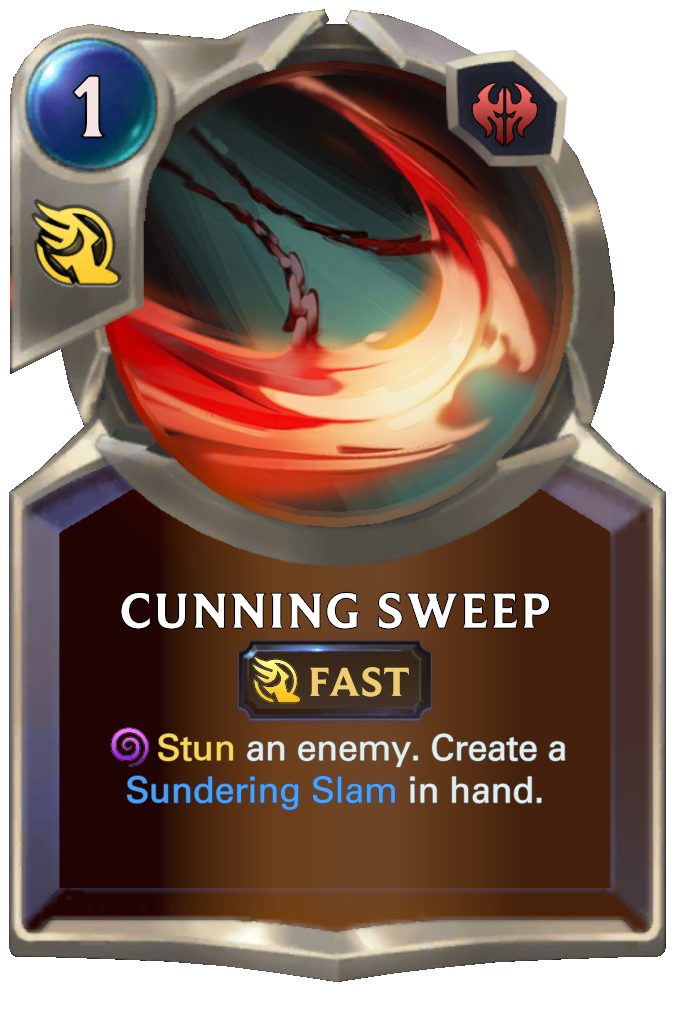 1
CUNNING SWEEP
FAST
Stun an enemy. Create a
Sundering Slam in hand.